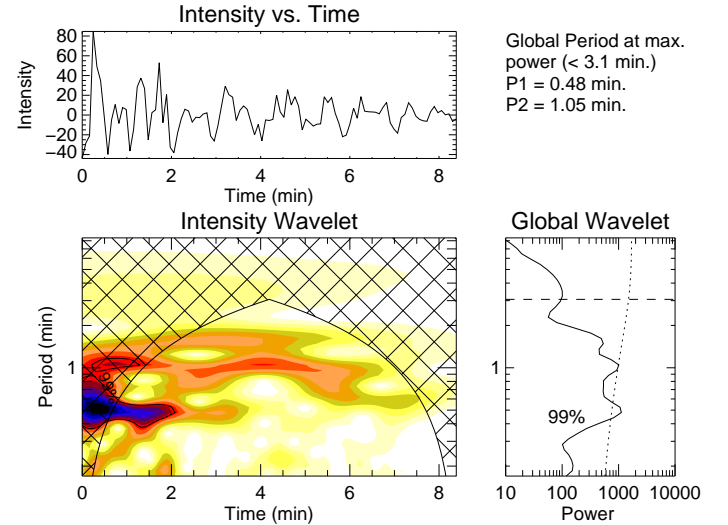 Intensity vs. Time
80
60
40
20
0
−20
−40
Intensity
0 2 4 6 8
Time (min)
Global Period at max.
power (< 3.1 min.)
P1 = 0.48 min.
P2 = 1.05 min.
Intensity Wavelet
Period (min)
1
0 2 4 6 8
Time (min)
Global Wavelet
1
99%
10 100 1000 10000
Power